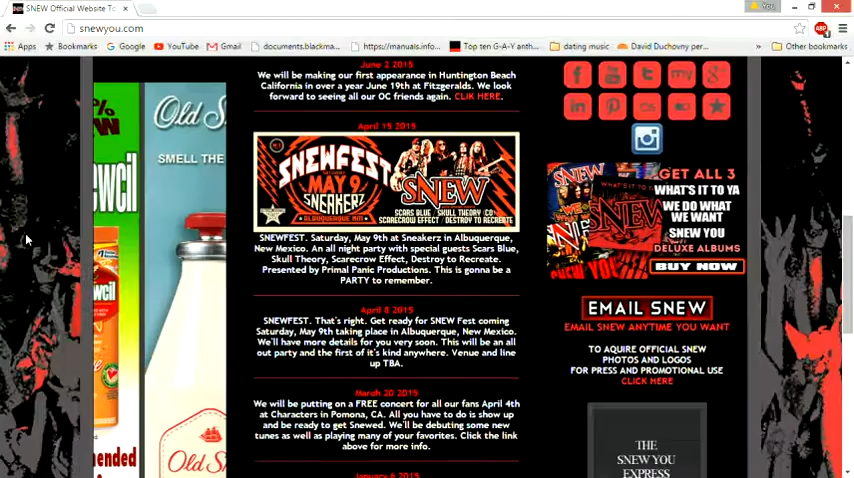 SNEW Official Website To
You
snewyou.com
ABP
Apps
Bookmarks
Google
YouTube
Gmail
documents.blackma...
https://manuals.info...
Top ten G-A-Y anth...
dating music
David Duchovny per...
»
Other bookmarks
June 2 2015
We will be making our first appearance in Huntington Beach
California in over a year June 19th at Fitzgeralds. We look
forward to seeing all our OC friends again. CLIK HERE.
April 15 2015
SNEWFEST
MAY 9
SNEAKERZ
ALBUQUERQUE NM
SNEW
SCARS BLUE / SKULL THEORY /
SCARECROW EFFECT / DESTROY TO RECREATE
SNEWFEST. Saturday, May 9th at Sneakerz in Albuquerque,
New Mexico. An all night party with special guests Scars Blue,
Skull Theory, Scarecrow Effect, Destroy to Recreate.
Presented by Primal Panic Productions. This is gonna be a
PARTY to remember.
April 8 2015
SNEWFEST. That's right. Get ready for SNEW Fest coming
Saturday, May 9th taking place in Albuquerque, New Mexico.
We'll have more details for you very soon. This will be an all
out party and the first of it's kind anywhere. Venue and line
up TBA.
March 20 2015
We will be putting on a FREE concert for all our fans April 4th
at Characters in Pomona, CA. All you have to do is show up
and be ready to get Snewed. We'll be debuting some new
tunes as well as playing many of your favorites. Click the link
above for more info.
January 6 2015
%
W
ewcil
wcil
ended
Old S
SMELL THE
Old S
f
You
t
my
g+
in
GET ALL 3
WHAT'S IT TO YA
WE DO WHAT
WE WANT
SNEW YOU
DELUXE ALBUMS
BUY NOW
SNEW
EMAIL SNEW
EMAIL SNEW ANYTIME YOU WANT
TO AQUIRE OFFICIAL SNEW
PHOTOS AND LOGOS
FOR PRESS AND PROMOTIONAL USE
CLICK HERE
THE
SNEW YOU
EXPRESS